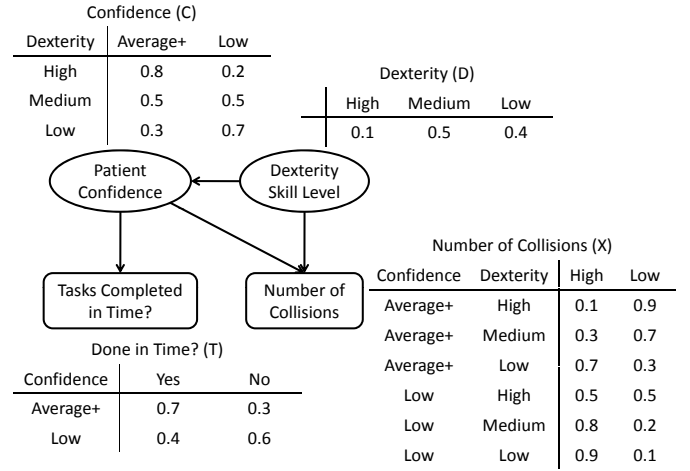 Confidence (C)
Dexterity Average+ Low
High 0.8 0.2
Medium 0.5 0.5
Low 0.3 0.7
Dexterity (D)
High Medium Low
0.1 0.5 0.4
Patient
Confidence
Dexterity
Skill Level
Tasks Completed
in Time?
Number of
Collisions
Number of Collisions (X)
Confidence Dexterity High Low
Average+ High 0.1 0.9
Average+ Medium 0.3 0.7
Average+ Low 0.7 0.3
Low High 0.5 0.5
Low Medium 0.8 0.2
Low Low 0.9 0.1
Done in Time? (T)
Confidence Yes No
Average+ 0.7 0.3
Low 0.4 0.6